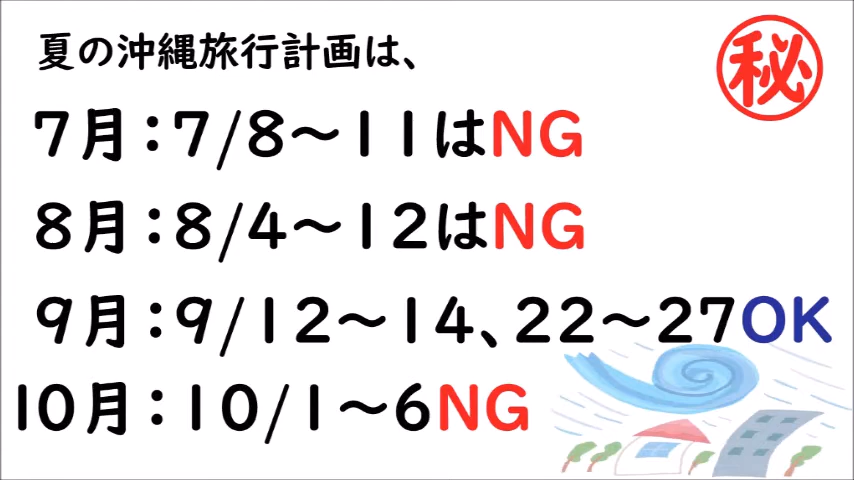 夏の沖縄旅行計画は、
㊙
7月：7/8～11はNG
8月：8/4～12はNG
9月：9/12～14、22～27OK
10月：10/1～6NG